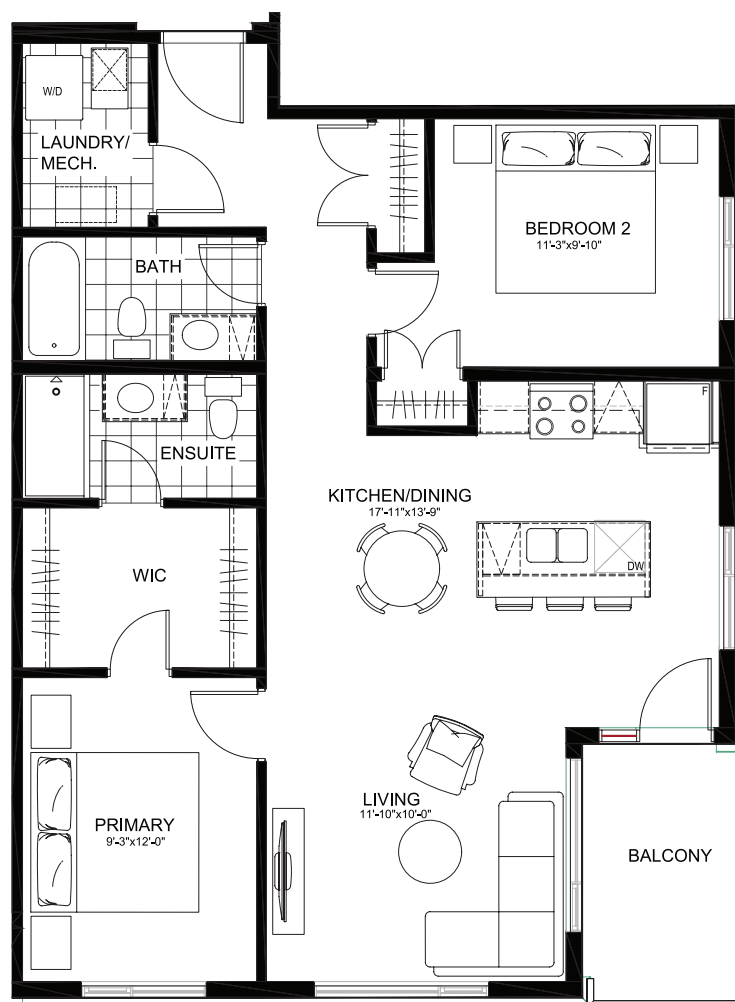 W/D
LAUNDRY/
MECH.
BEDROOM 2
11'-3"x9'-10"
BATH
F
ENSUITE
KITCHEN/DINING
17'-11"x13'-9"
DW
WIC
LIVING
11'-10"x10'-0"
PRIMARY
9'-3"x12'-0"
BALCONY